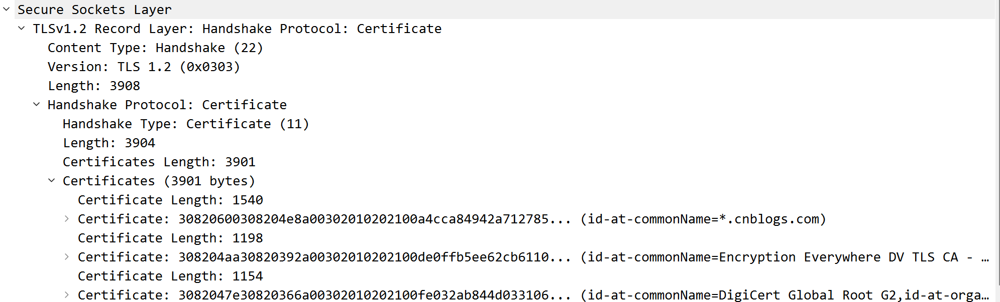 Secure Sockets Layer
TLSv1.2 Record Layer: Handshake Protocol: Certificate
Content Type: Handshake (22)
Version: TLS 1.2 (0x0303)
Length: 3908
Handshake Protocol: Certificate
Handshake Type: Certificate (11)
Length: 3904
Certificates Length: 3901
Certificates (3901 bytes)
Certificate Length: 1540
Certificate: 30820600308204e8a00302010202100a4cca84942a712785... (id-at-commonName=*.cnblogs.com)
Certificate Length: 1198
Certificate: 308204aa30820392a00302010202100de0ffb5ee62cb6110... (id-at-commonName=Encryption Everywhere DV TLS CA - …
Certificate Length: 1154
Certificate: 3082047e30820366a00302010202100fe032ab844d033106... (id-at-commonName=DigiCert Global Root G2,id-at-orga…